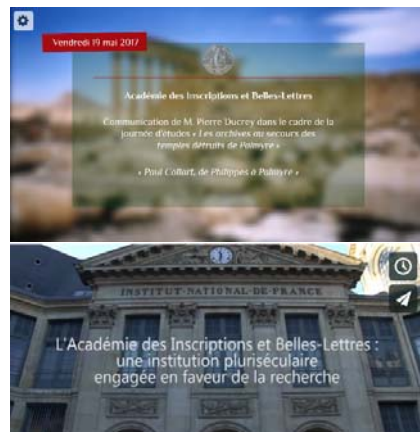 Vendredi 19 mai 2017
Académie des Inscriptions et Belles-Lettres
Communication de M. Pierre Ducrey dans le cadre de la
journée d'études « Les archives au secours des
temples détruits de Palmyre »
« Paul Collart, de Philippes à Palmyre »
INSTITUT·NATIONAL·DE·FRANCE
L'Académie des Inscriptions et Belles-Lettres :
une institution pluriséculaire
engagée en faveur de la recherche